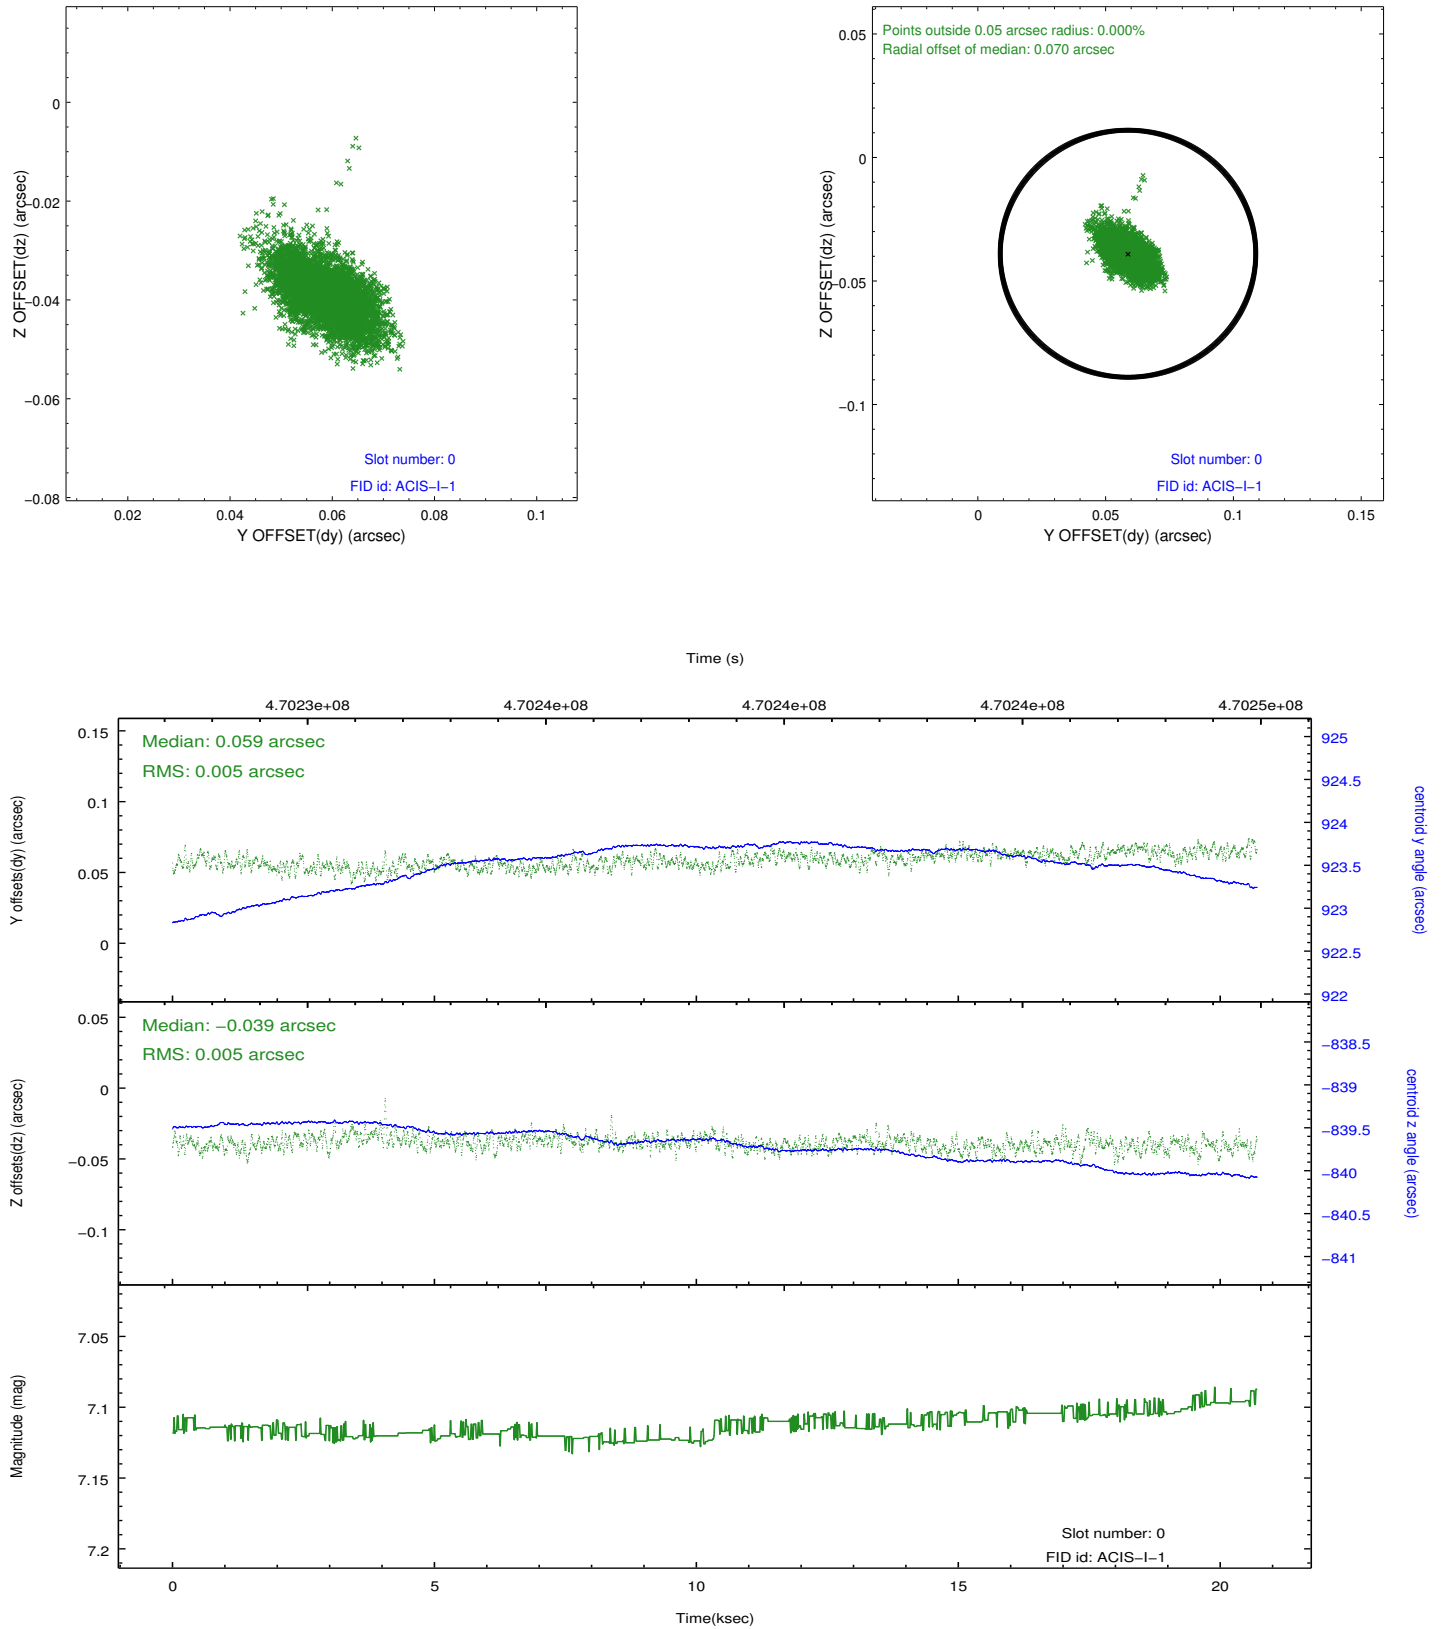 0
−0.02
−0.04
−0.06
−0.08
Z OFFSET(dz) (arcsec)
Slot number: 0
FID id: ACIS−I−1
0.02
0.04
0.06
0.08
0.1
Y OFFSET(dy) (arcsec)
Points outside 0.05 arcsec radius: 0.000%
Radial offset of median: 0.070 arcsec
0.05
0
−0.05
−0.1
Z OFFSET(dz) (arcsec)
Slot number: 0
FID id: ACIS−I−1
0
0.05
0.1
0.15
Y OFFSET(dy) (arcsec)
Time (s)
4.7023e+08
4.7024e+08
4.7024e+08
4.7024e+08
4.7025e+08
Median: 0.059 arcsec
RMS: 0.005 arcsec
0.15
0.1
0.05
0
Y offsets(dy) (arcsec)
925
924.5
924
923.5
923
922.5
922
centroid y angle (arcsec)
Median: −0.039 arcsec
RMS: 0.005 arcsec
0.05
0
−0.05
−0.1
Z offsets(dz) (arcsec)
−838.5
−839
−839.5
−840
−840.5
−841
centroid z angle (arcsec)
7.05
7.1
7.15
7.2
Magnitude (mag)
Slot number: 0
FID id: ACIS−I−1
0
5
10
15
20
Time(ksec)